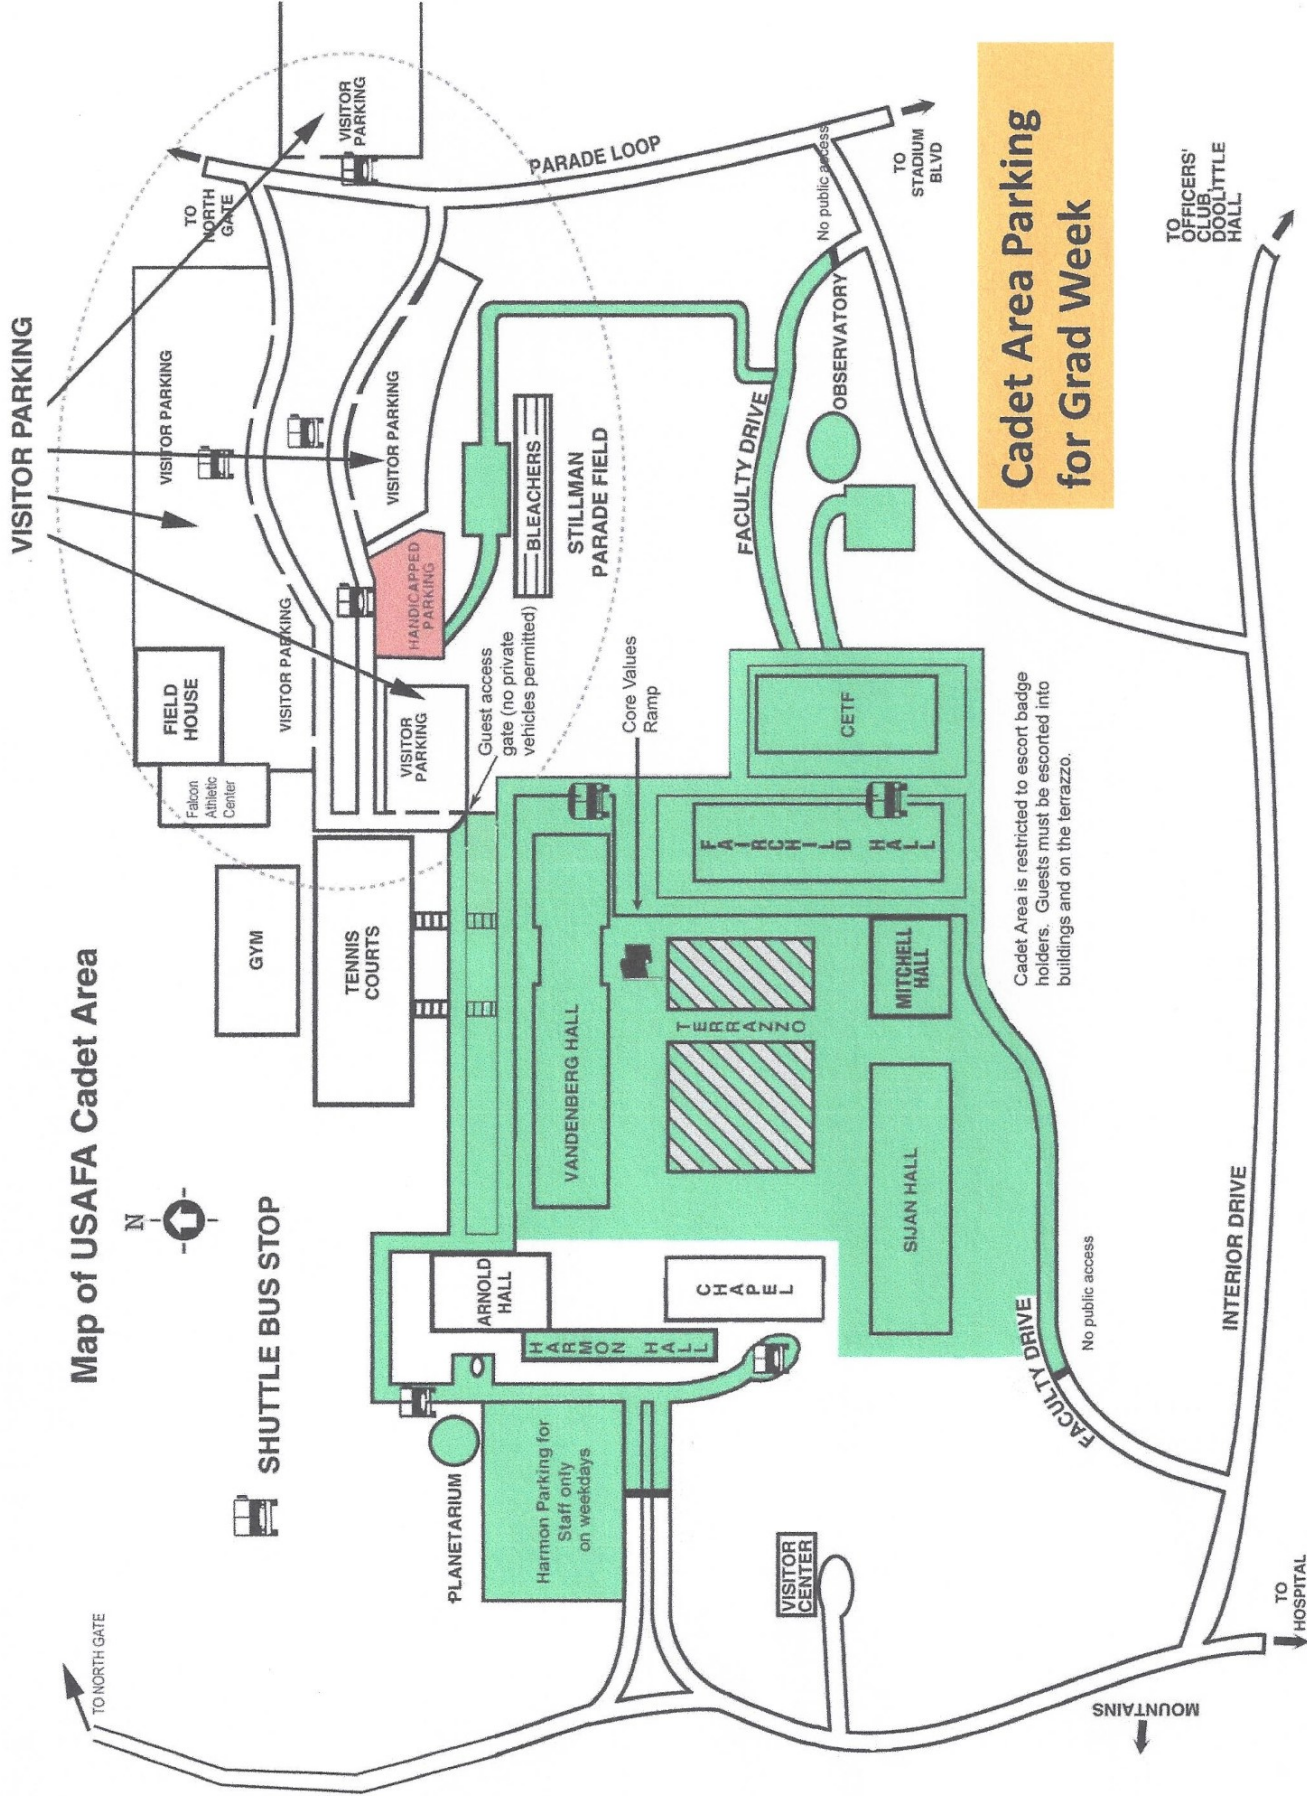 Map of USAFA Cadet Area
VISITOR PARKING
N
SHUTTLE BUS STOP
TO NORTH GATE
GYM
TENNIS
COURTS
Falcon
Athletic
Center
FIELD
HOUSE
VISITOR PARKING
VISITOR PARKING
TO
NORTH
GATE
VISITOR
PARKING
VISITOR PARKING
HANDICAPPED
PARKING
VISITOR
PARKING
PARADE LOOP
BLEACHERS
STILLMAN
PARADE FIELD
Guest access
gate (no private
vehicles permitted)
Core Values
Ramp
PLANETARIUM
Harmon Parking for
Staff only
on weekdays
ARNOLD
HALL
HARMON HALL
CHAPEL
VANDENBERG HALL
TERRAZZO
FAIRCHILD HALL
CETF
MITCHELL
HALL
SIJAN HALL
FACULTY DRIVE
OBSERVATORY
No public access
TO
STADIUM
BLVD
VISITOR
CENTER
FACULTY DRIVE
No public access
Cadet Area is restricted to escort badge
holders. Guests must be escorted into
buildings and on the terrazzo.
Cadet Area Parking
for Grad Week
TO
OFFICERS'
CLUB,
DOOLITTLE
HALL
INTERIOR DRIVE
MOUNTAINS
TO
HOSPITAL